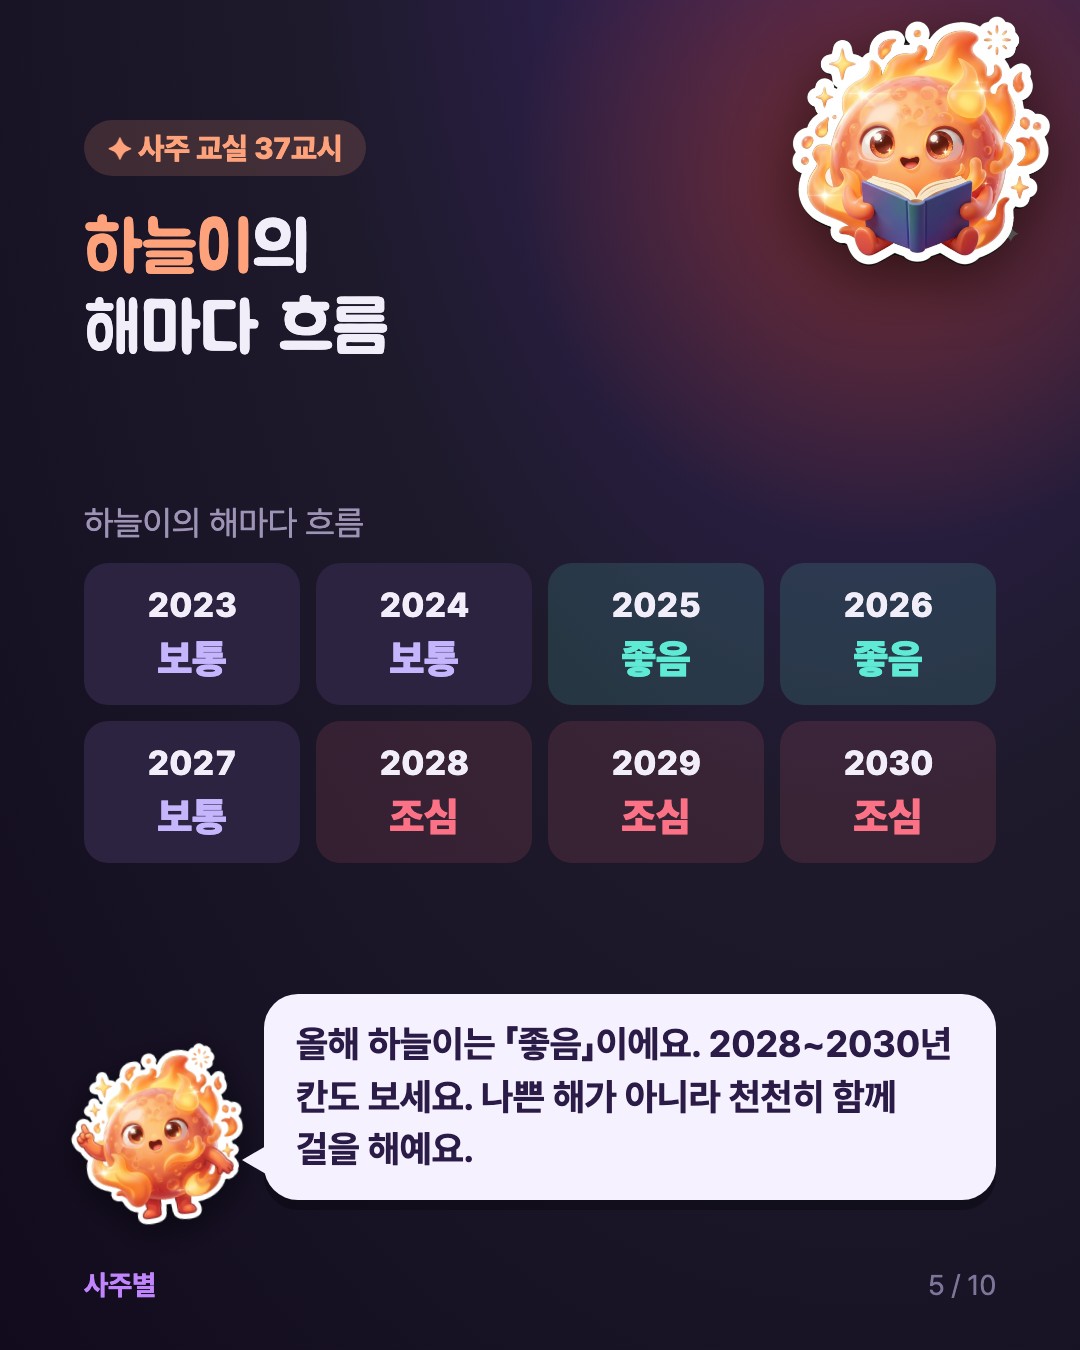 사주 교실 37교시
하늘이의
해마다 흐름
하늘이의 해마다 흐름
2023 2024 2025 2026
보통 보통 좋음 좋음
2027 2028 2029 2030
보통 조심 조심 조심
올해 하늘이는 「좋음」이에요. 2028~2030년
칸도 보세요. 나쁜 해가 아니라 천천히 함께
걸을 해예요.
사주별 5 / 10